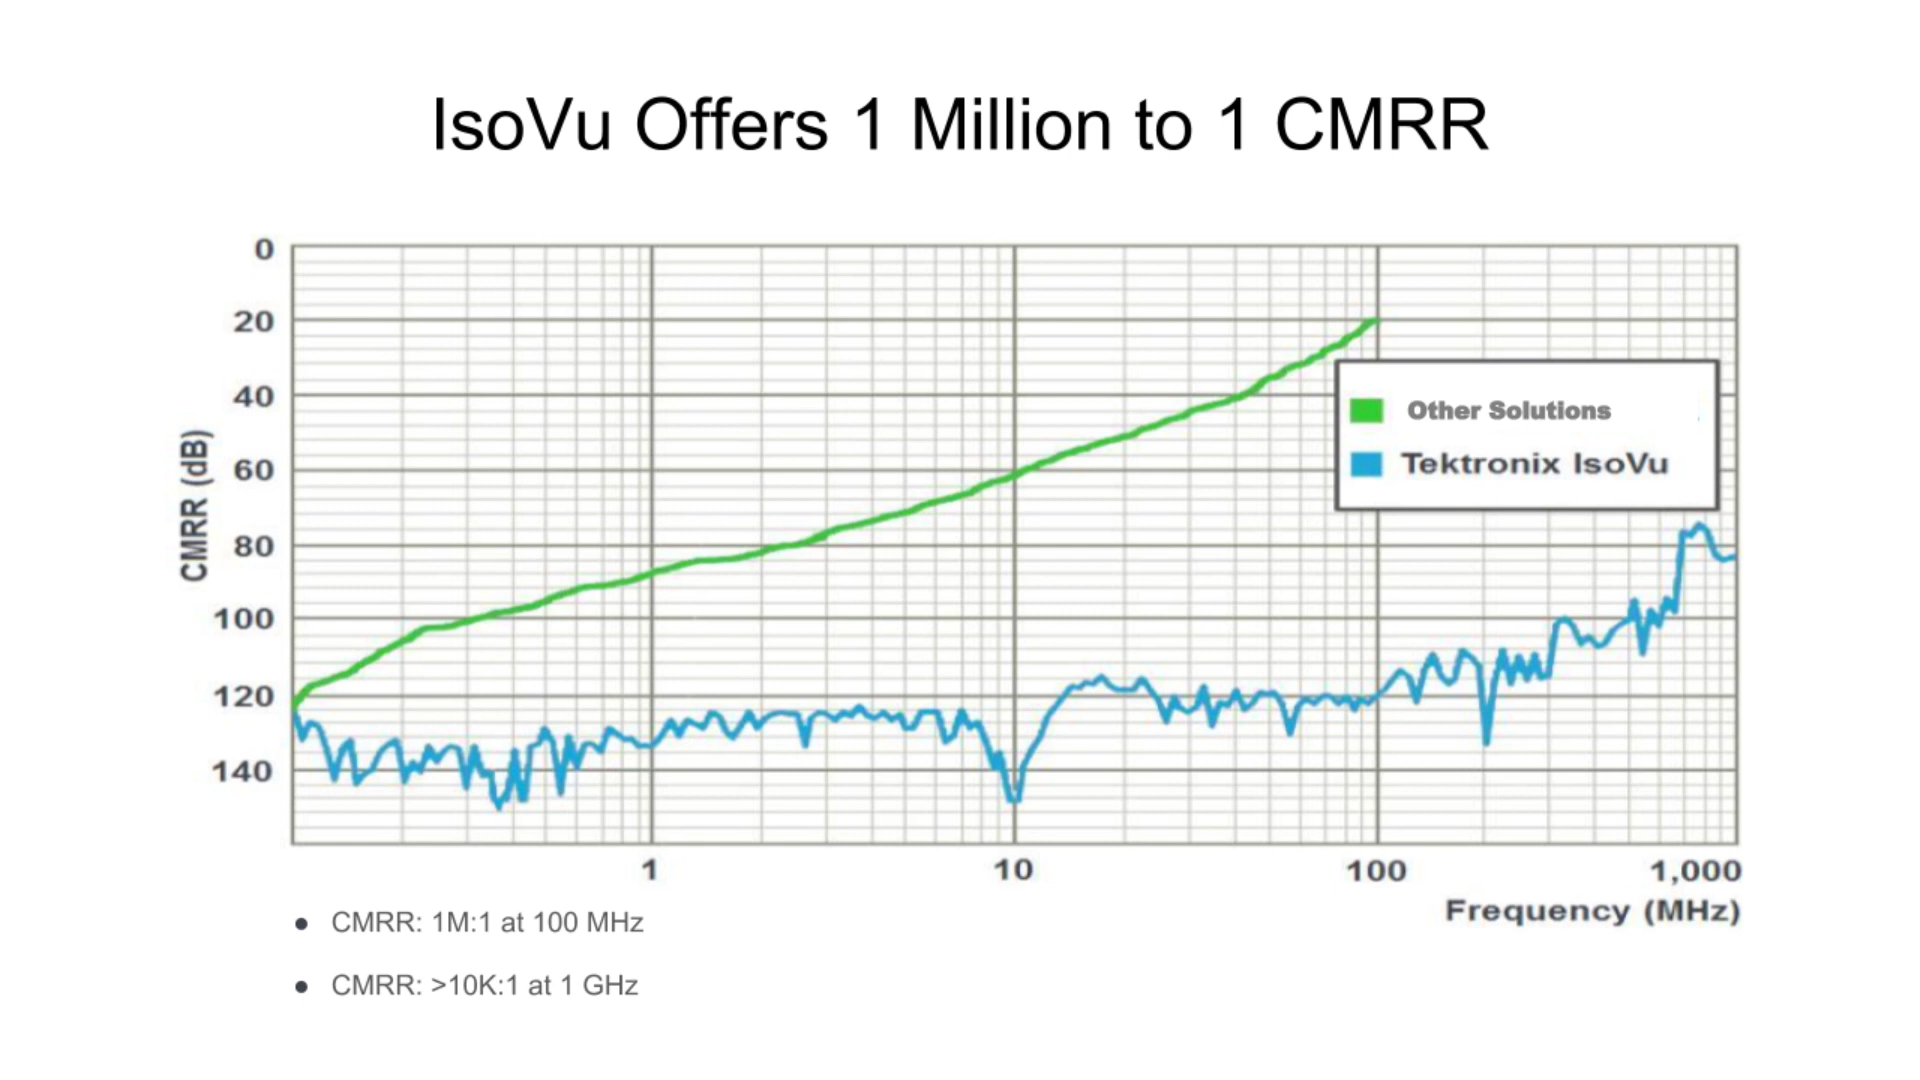 IsoVu Offers 1 Million to 1 CMRR
0
20
40
60
80
100
120
140
CMRR (dB)
Other Solutions
Tektronix IsoVu
1
10
100
1,000
Frequency (MHz)
● CMRR: 1M:1 at 100 MHz
● CMRR: >10K:1 at 1 GHz